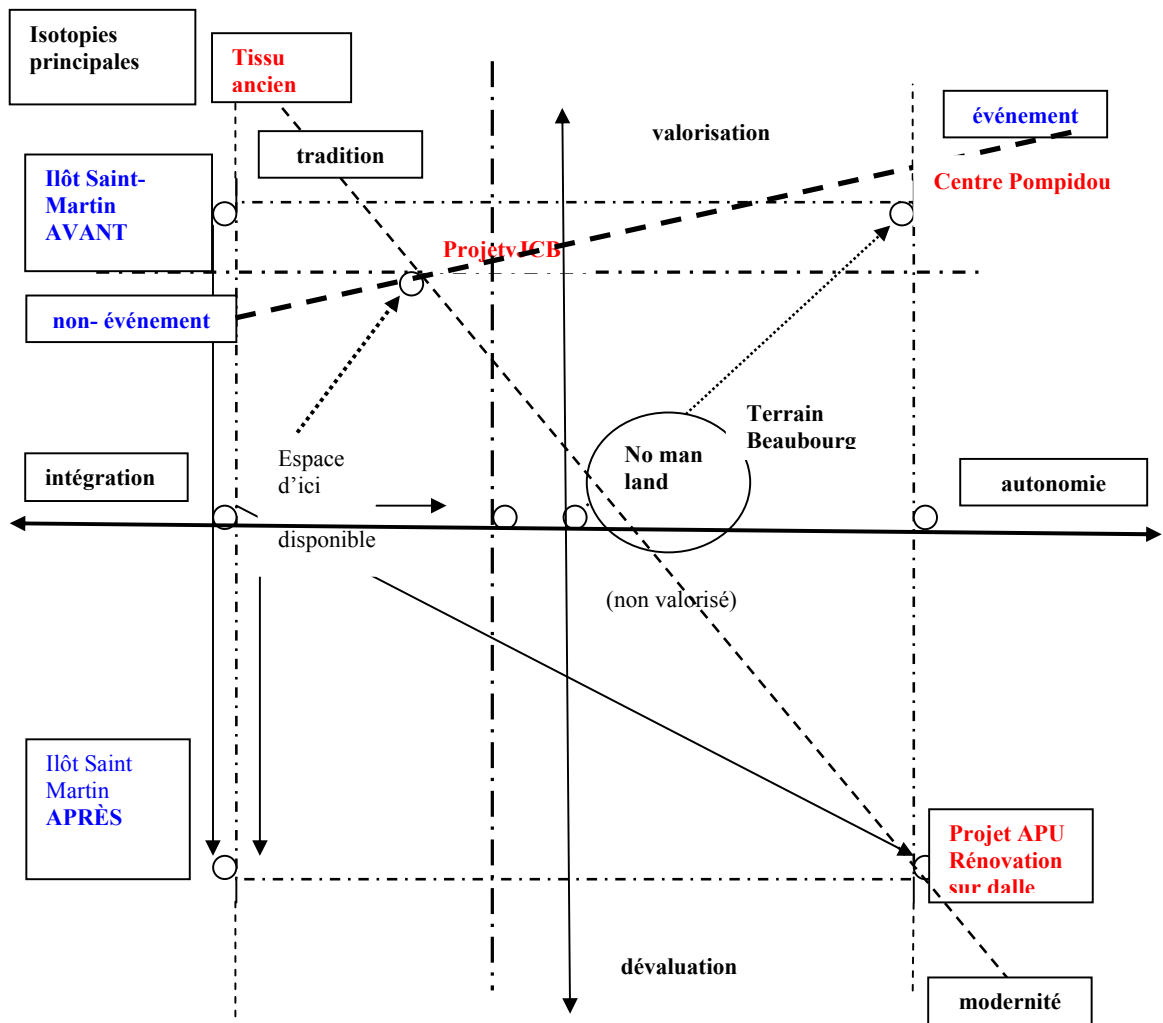 Isotopies
principales
Tissu
ancien
événement
valorisation
tradition
Ilôt Saint-
Martin
AVANT
Centre Pompidou
ProjetvJCB
non- événement
Terrain
Beaubourg
No man
land
Espace
d'ici
disponible
intégration
autonomie
(non valorisé)
Ilôt Saint
Martin
APRÈS
Projet APU
Rénovation
sur dalle
dévaluation
modernité